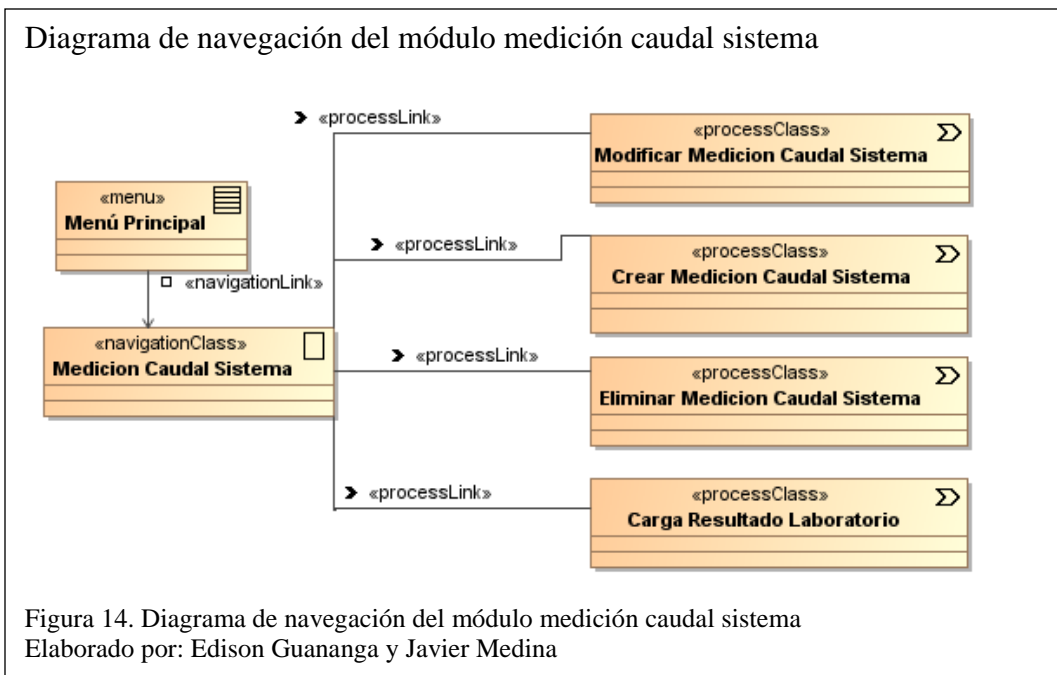 Diagrama de navegación del módulo medición caudal sistema
«processLink»
«processClass»
Modificar Medicion Caudal Sistema
«menu»
Menú Principal
«processLink»
«processClass»
Crear Medicion Caudal Sistema
«navigationLink»
«navigationClass»
Medicion Caudal Sistema
«processLink»
«processClass»
Eliminar Medicion Caudal Sistema
«processLink»
«processClass»
Carga Resultado Laboratorio
Figura 14. Diagrama de navegación del módulo medición caudal sistema
Elaborado por: Edison Guananga y Javier Medina